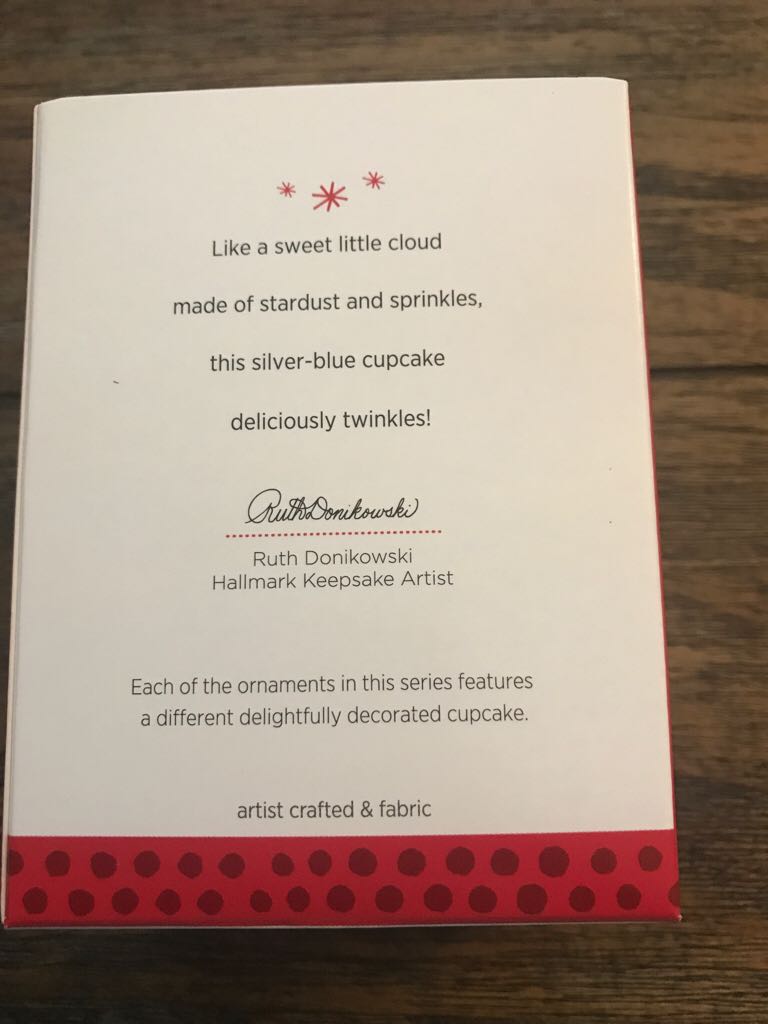 Like a sweet little cloud
made of stardust and sprinkles,
this silver-blue cupcake
deliciously twinkles!
Ruth Donikowski
Ruth Donikowski
Hallmark Keepsake Artist
Each of the ornaments in this series features
a different delightfully decorated cupcake.
artist crafted & fabric